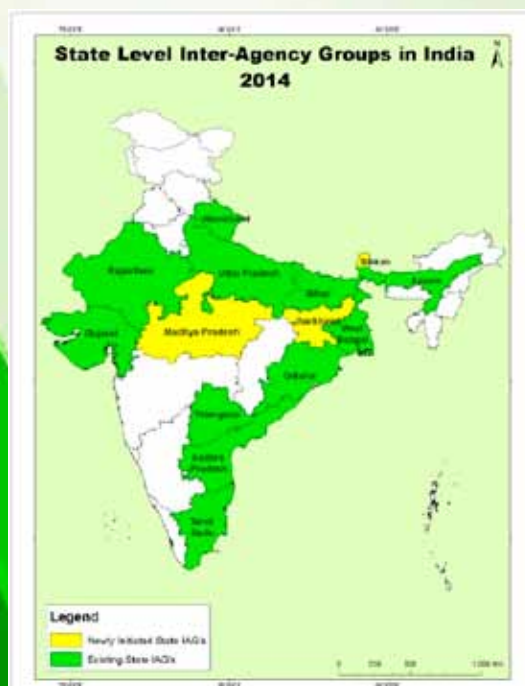 State Level Inter-Agency Groups in India
2014
N
Uttarakhand
Rajasthan
Uttar Pradesh
Sikkim
Assam
Bihar
Gujarat
Madhya Pradesh
Jharkhand
West
Bengal
Odisha
Telangana
Andhra
Pradesh
Tamil
Nadu
Legend
Newly Initiated State IAG's
Existing State IAG's